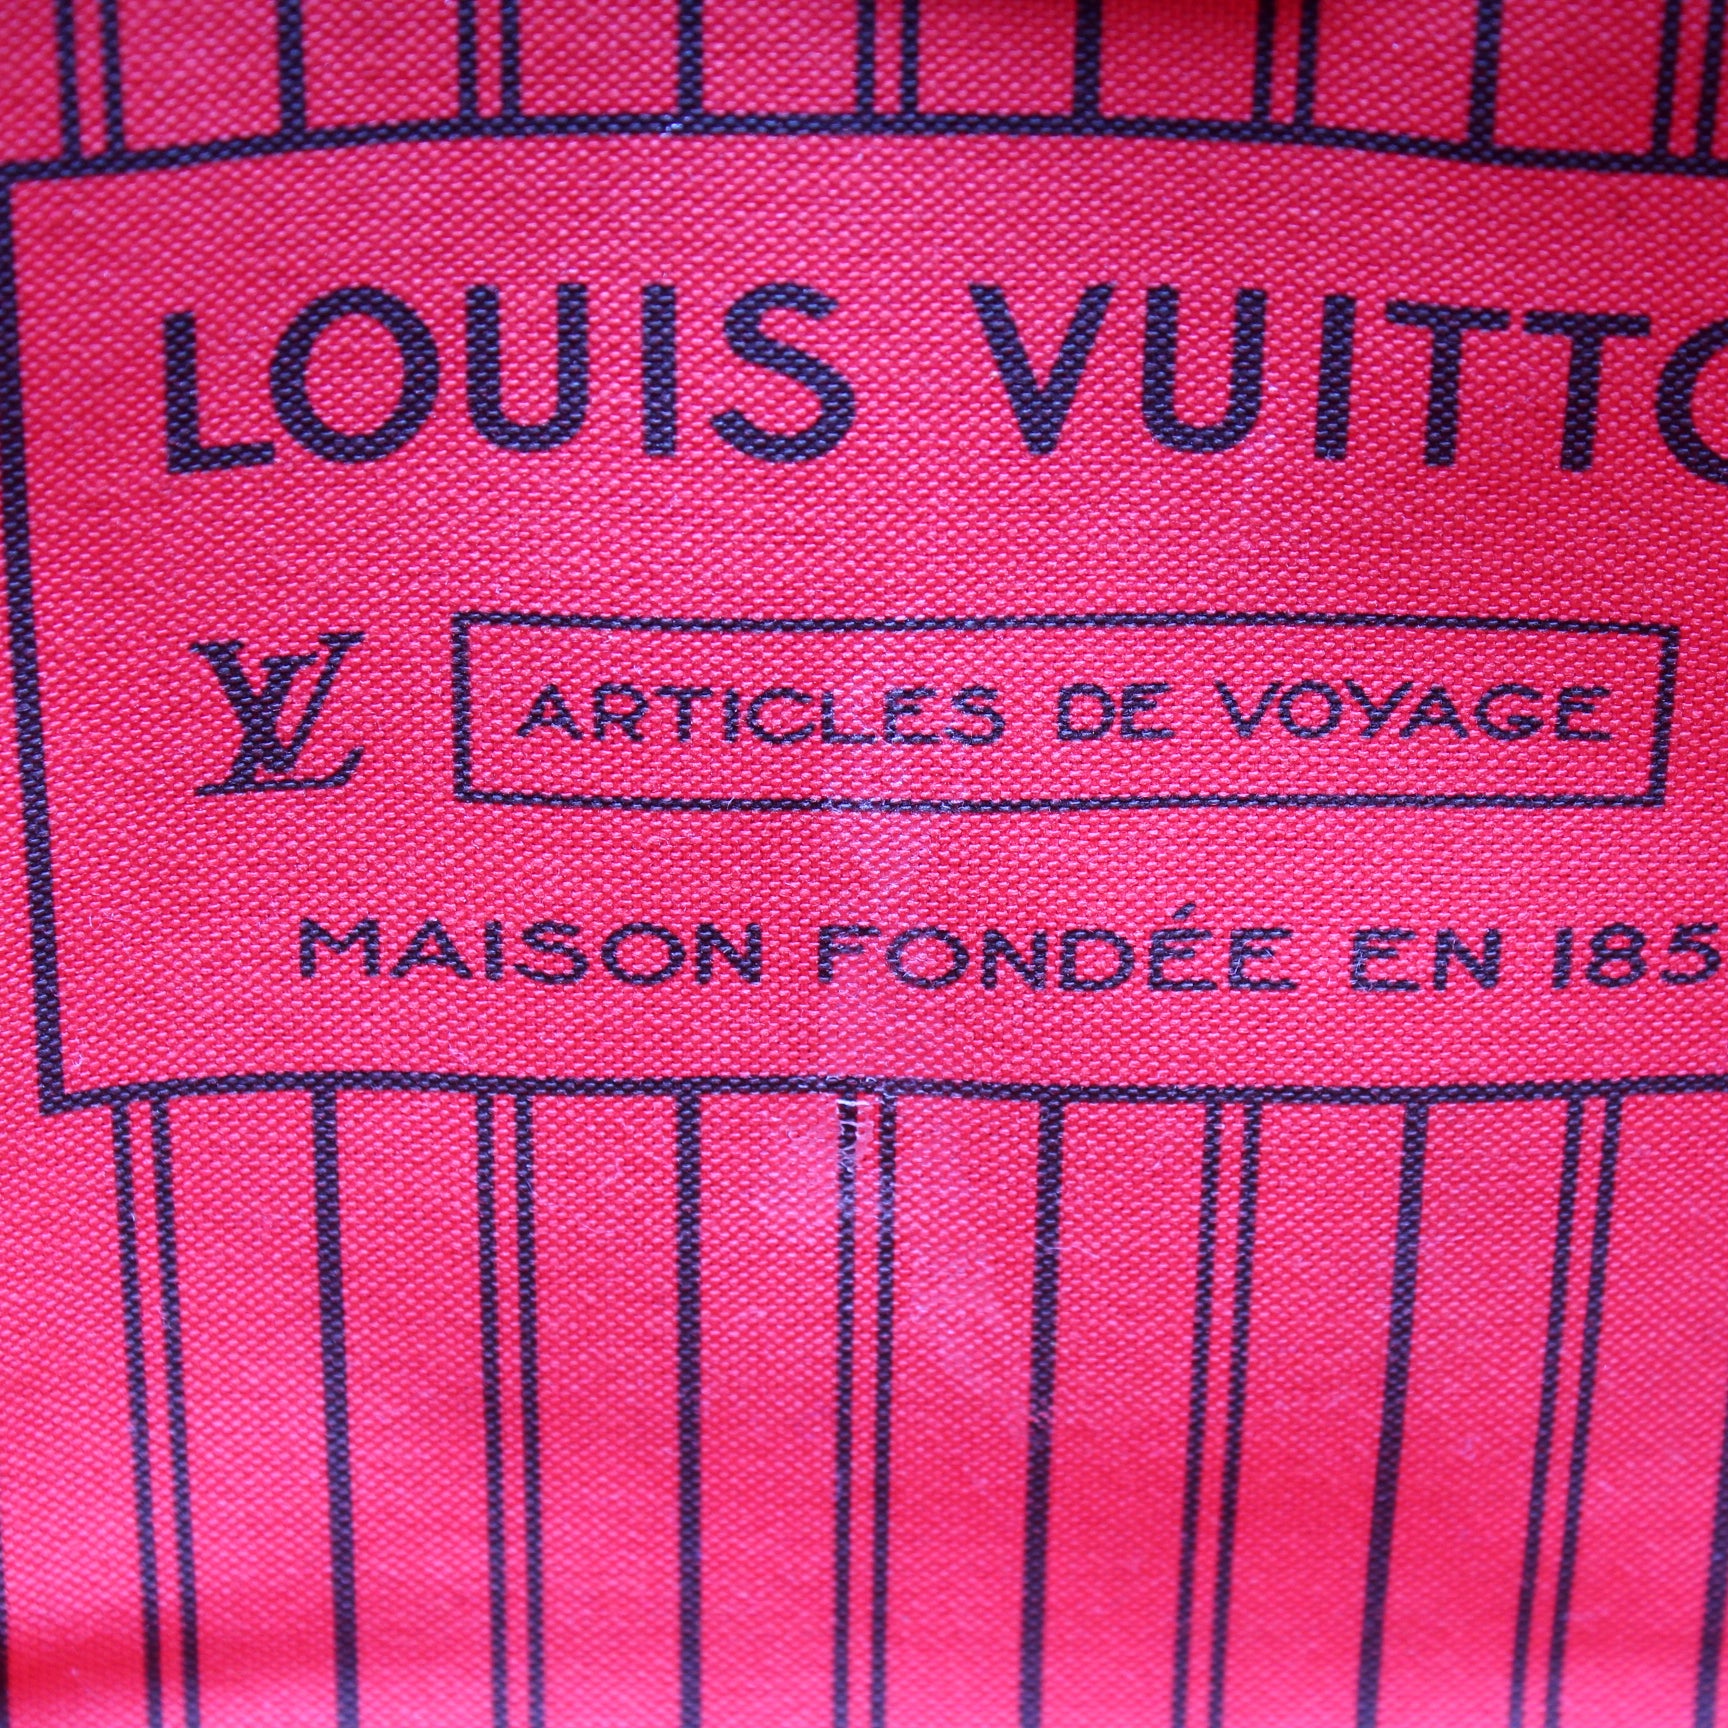 LOUIS VUITTO
LV ARTICLES DE VOYAGE
MAISON FONDÉE EN 185